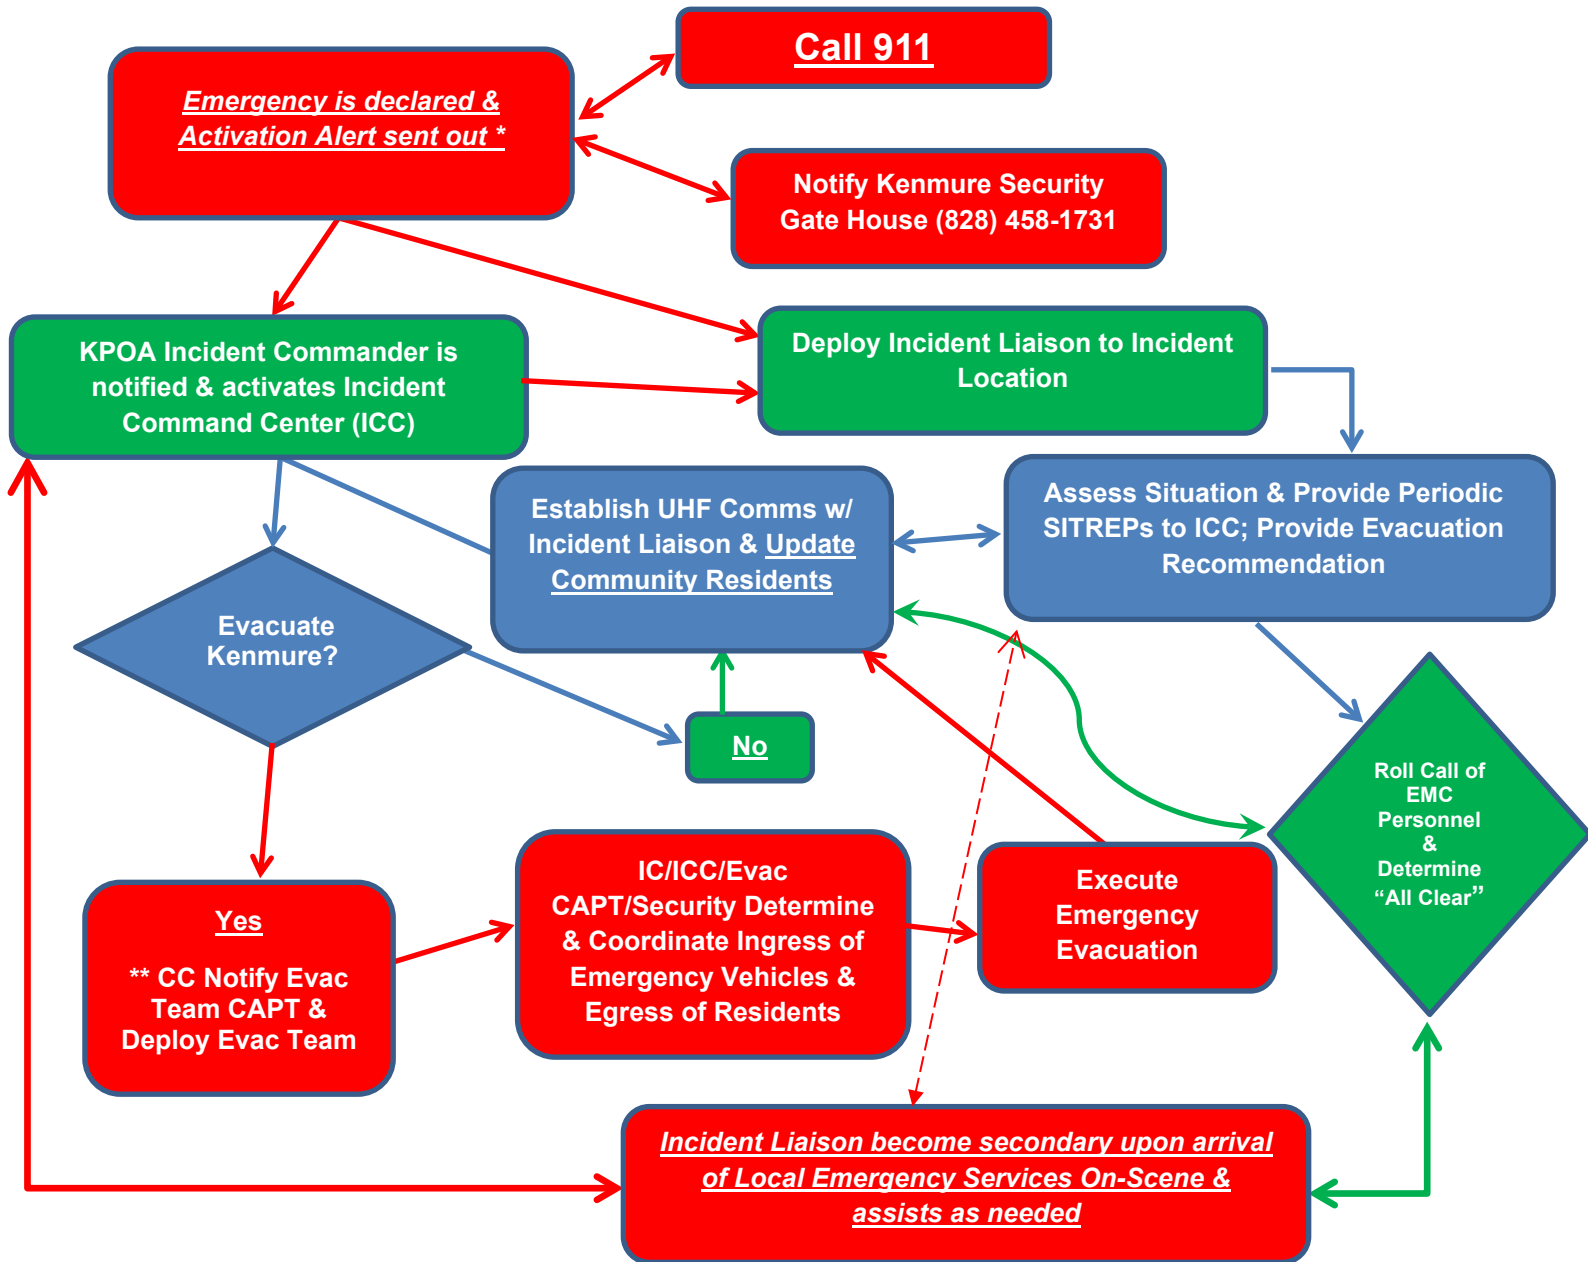 Call 911
Emergency is declared &
Activation Alert sent out *
Notify Kenmure Security
Gate House (828) 458-1731
KPOA Incident Commander is
notified & activates Incident
Command Center (ICC)
Deploy Incident Liaison to Incident
Location
Establish UHF Comms w/
Incident Liaison & Update
Community Residents
Assess Situation & Provide Periodic
SITREPs to ICC; Provide Evacuation
Recommendation
Evacuate
Kenmure?
No
Roll Call of
EMC
Personnel
&
Determine
“All Clear”
Yes
** CC Notify Evac
Team CAPT &
Deploy Evac Team
IC/ICC/Evac
CAPT/Security Determine
& Coordinate Ingress of
Emergency Vehicles &
Egress of Residents
Execute
Emergency
Evacuation
Incident Liaison become secondary upon arrival
of Local Emergency Services On-Scene &
assists as needed